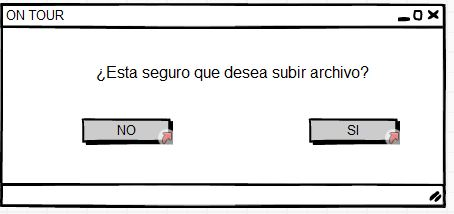 ON TOUR
¿Esta seguro que desea subir archivo?
NO
SI